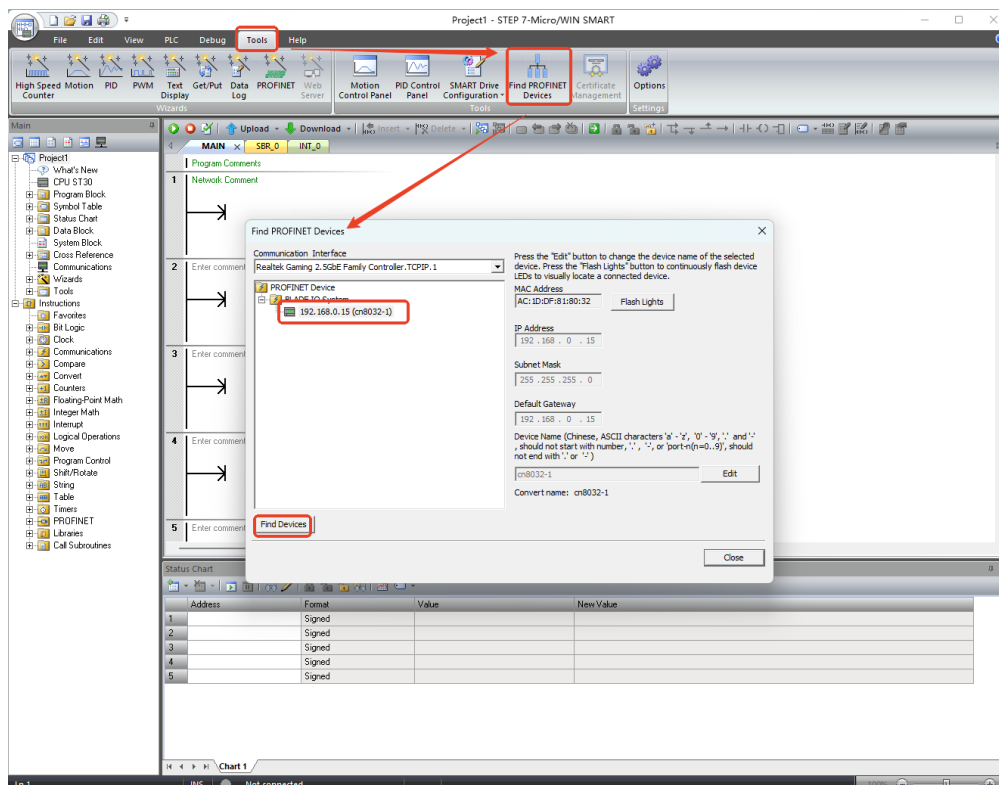 Project1 - STEP 7-Micro/WIN SMART
File Edit View PLC Debug Tools Help
High Speed Counter
Motion
PID
PWM
Text Display
Get/Put
Data Log
PROFINET
Web Server
Motion Control Panel
PID Control Panel
SMART Drive Configuration
Find PROFINET Devices
Certificate Management
Options
Wizards
Tools
Settings
Main
Upload Download Insert Delete
MAIN SBR_0 INT_0
Project1
What's New
CPU ST30
Program Block
Symbol Table
Status Chart
Data Block
System Block
Cross Reference
Communications
Wizards
Tools
Instructions
Favorites
Bit Logic
Clock
Communications
Compare
Convert
Counters
Floating-Point Math
Integer Math
Interrupt
Logical Operations
Move
Program Control
Shift/Rotate
String
Table
Timers
PROFINET
Libraries
Call Subroutines
Program Comments
1 Network Comment
2 Enter comment
3 Enter comment
4 Enter comment
5 Enter comment
Find PROFINET Devices
Communication Interface
Realtek Gaming 2.5GbE Family Controller.TCPIP.1
PROFINET Device
BLADE IO System
192.168.0.15 (cn8032-1)
Find Devices
Press the "Edit" button to change the device name of the selected
device. Press the "Flash Lights" button to continuously flash device
LEDs to visually locate a connected device.
MAC Address
AC:1D:DF:81:80:32 Flash Lights
IP Address
192 . 168 . 0 . 15
Subnet Mask
255 .255 .255 . 0
Default Gateway
192 . 168 . 0 . 15
Device Name (Chinese, ASCII characters 'a' - 'z', '0' - '9', '.' and '-'
, should not start with number, '.' , '-', or 'port-n(n=0..9)', should
not end with '.' or '-' )
cn8032-1 Edit
Convert name: cn8032-1
Close
Status Chart
Address Format Value New Value
1 Signed
2 Signed
3 Signed
4 Signed
5 Signed
Chart 1
Ln 1 INS Not connected 100%